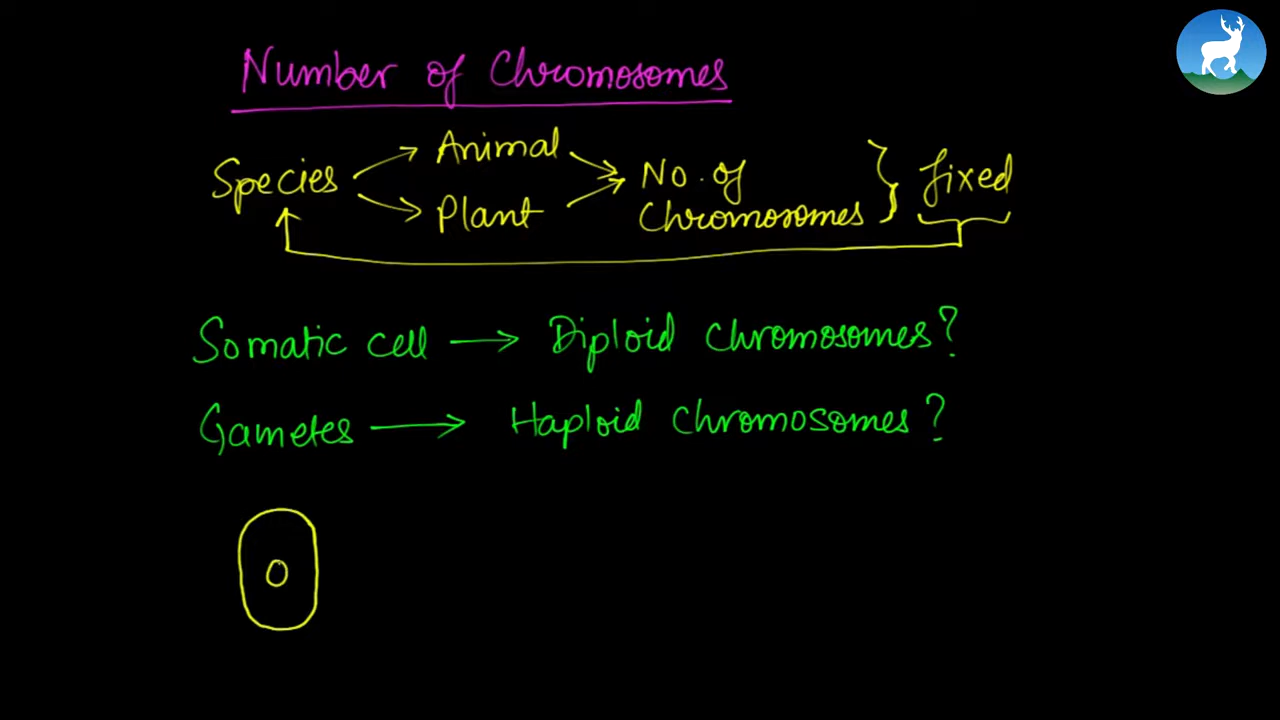 Number of Chromosomes
Animal
Species
No. of
fixed
Plant
Chromosomes
Somatic cell → Diploid chromosomes?
Gametes → Haploid chromosomes?